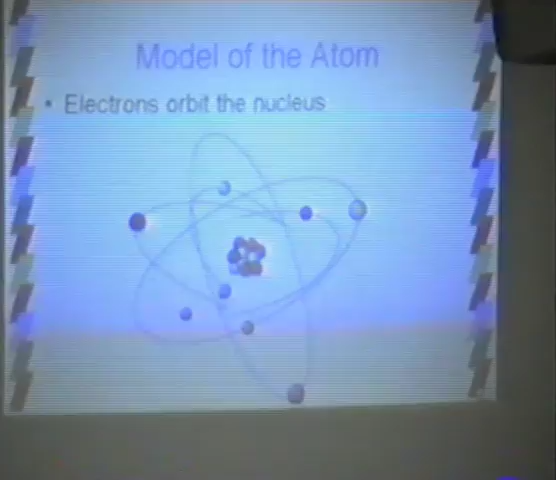 Model of the Atom
• Electrons orbit the nucleus